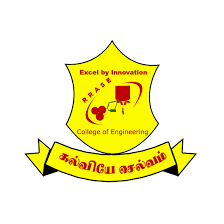 Excel by Innovation
RRASE
College of Engineering
கல்வியே செல்வம்